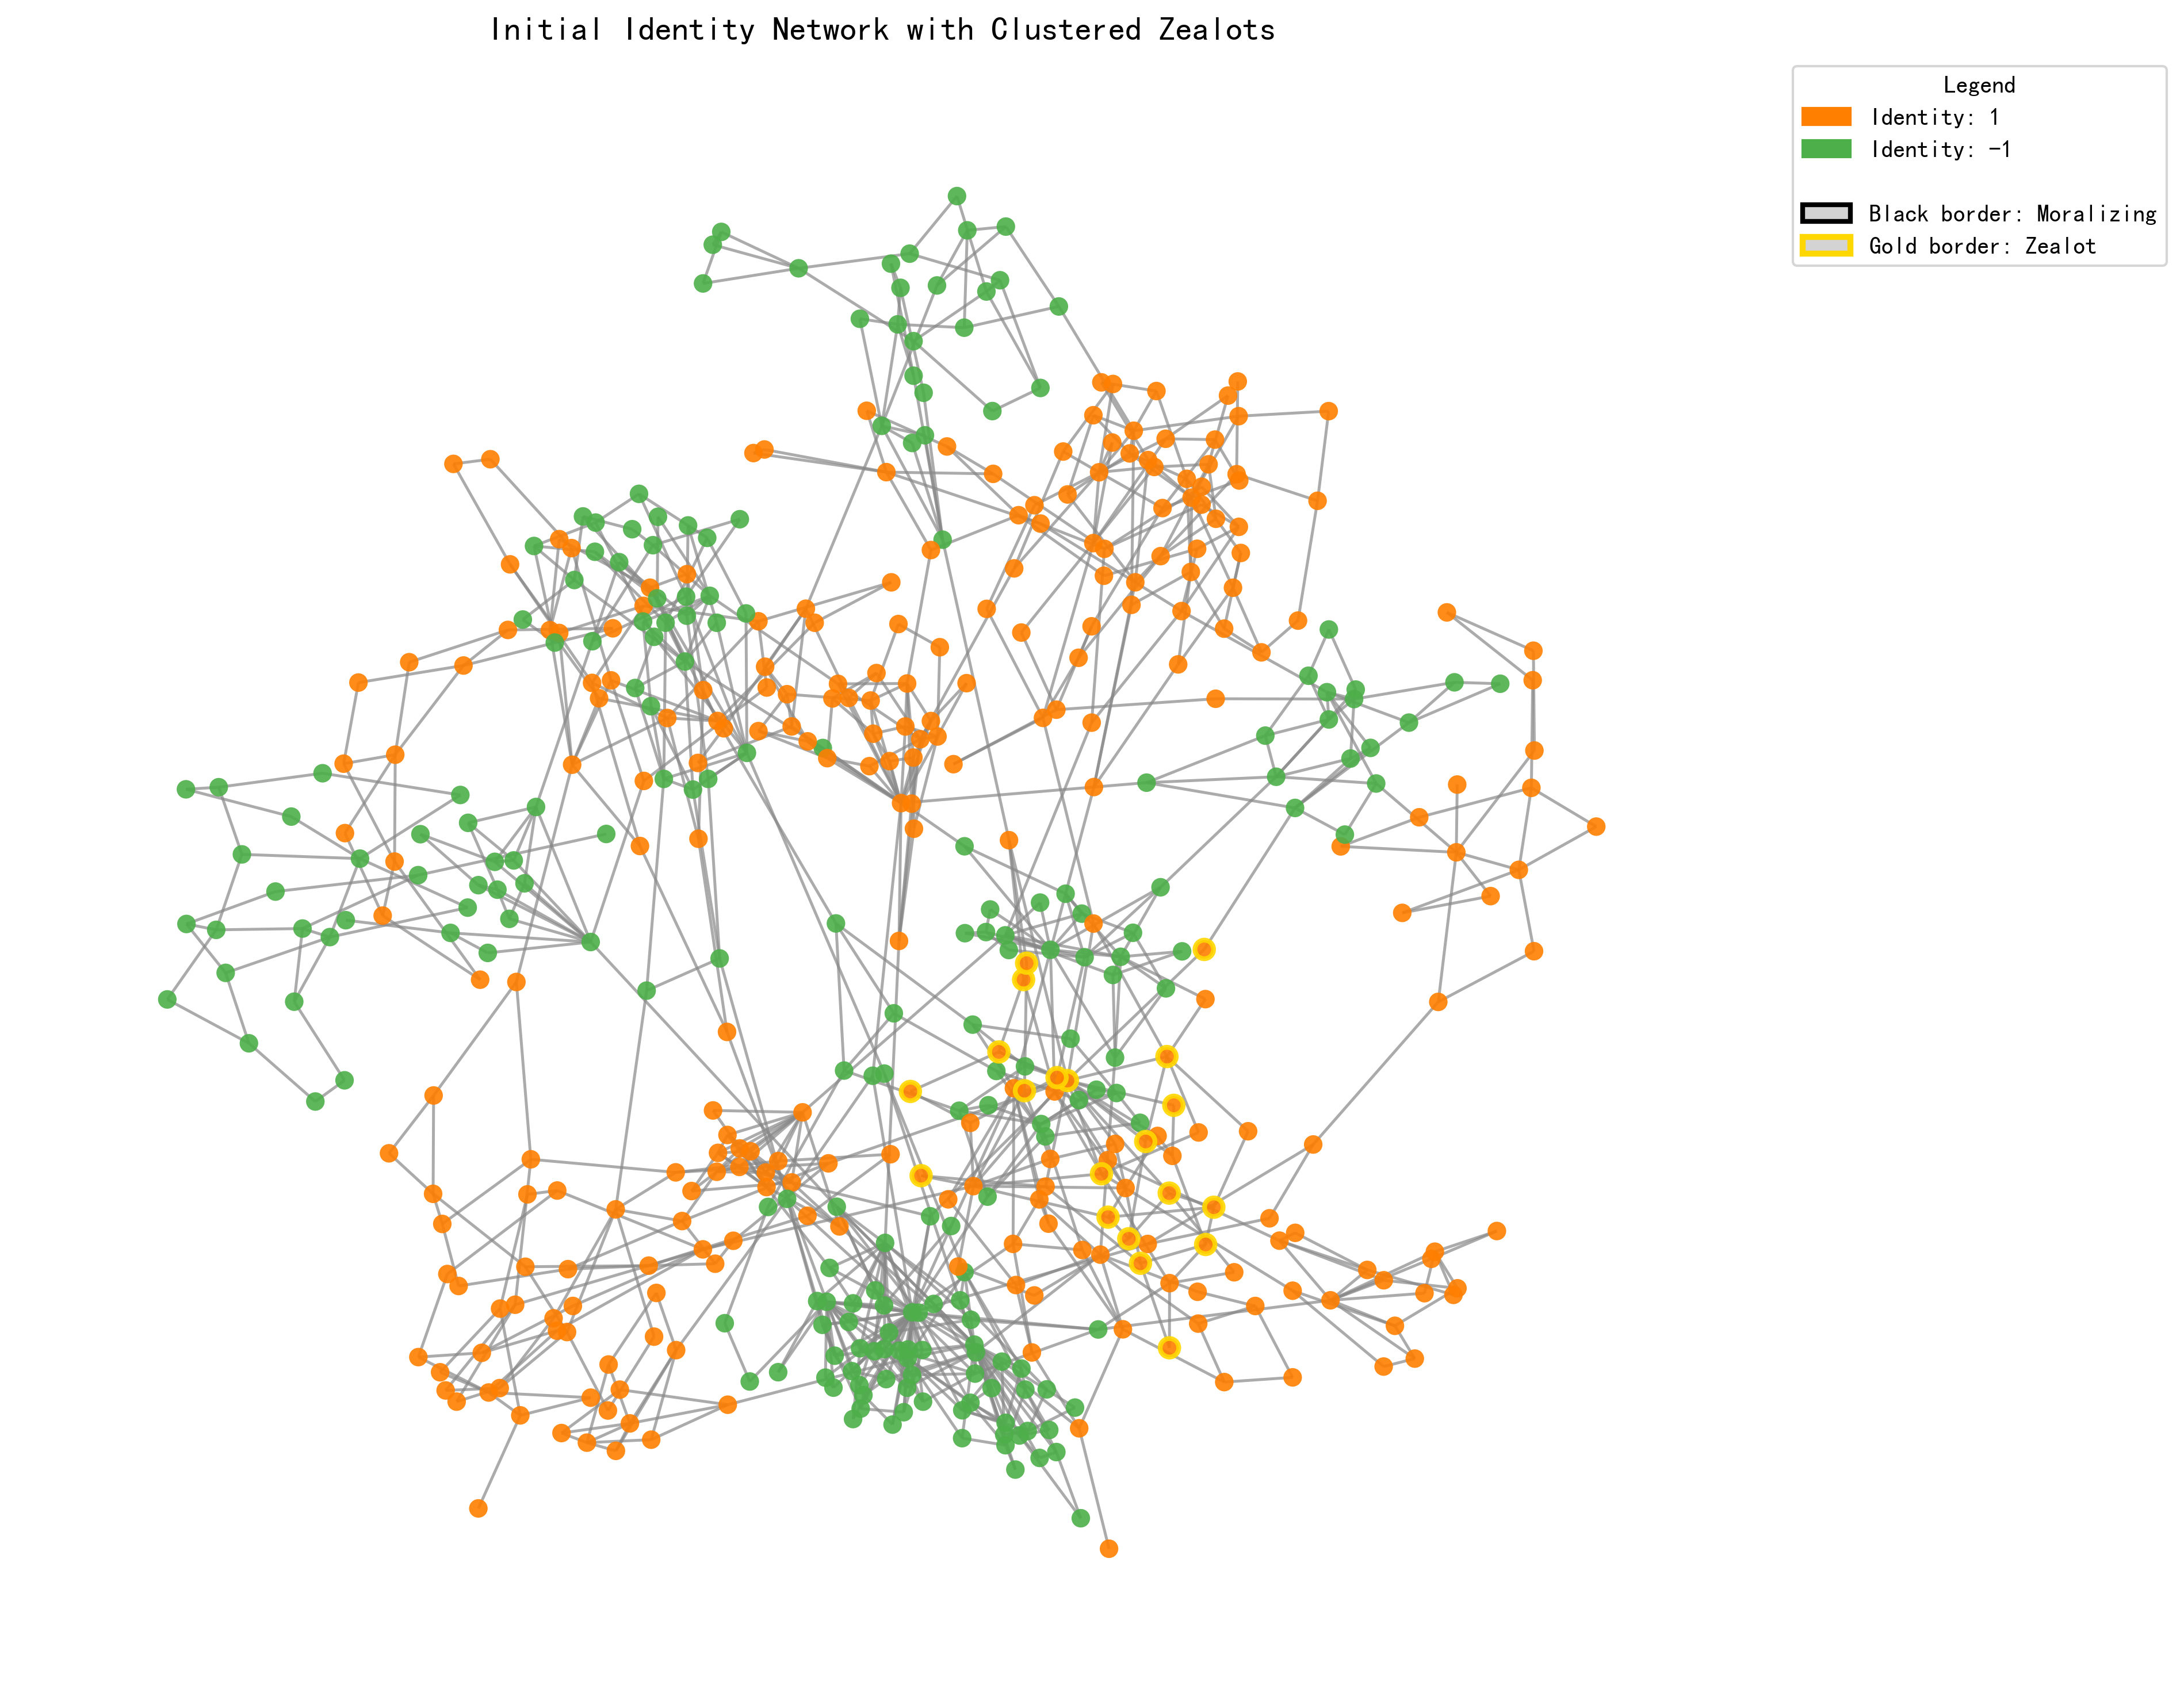 Initial Identity Network with Clustered Zealots
Legend
Identity: 1
Identity: -1
Black border: Moralizing
Gold border: Zealot